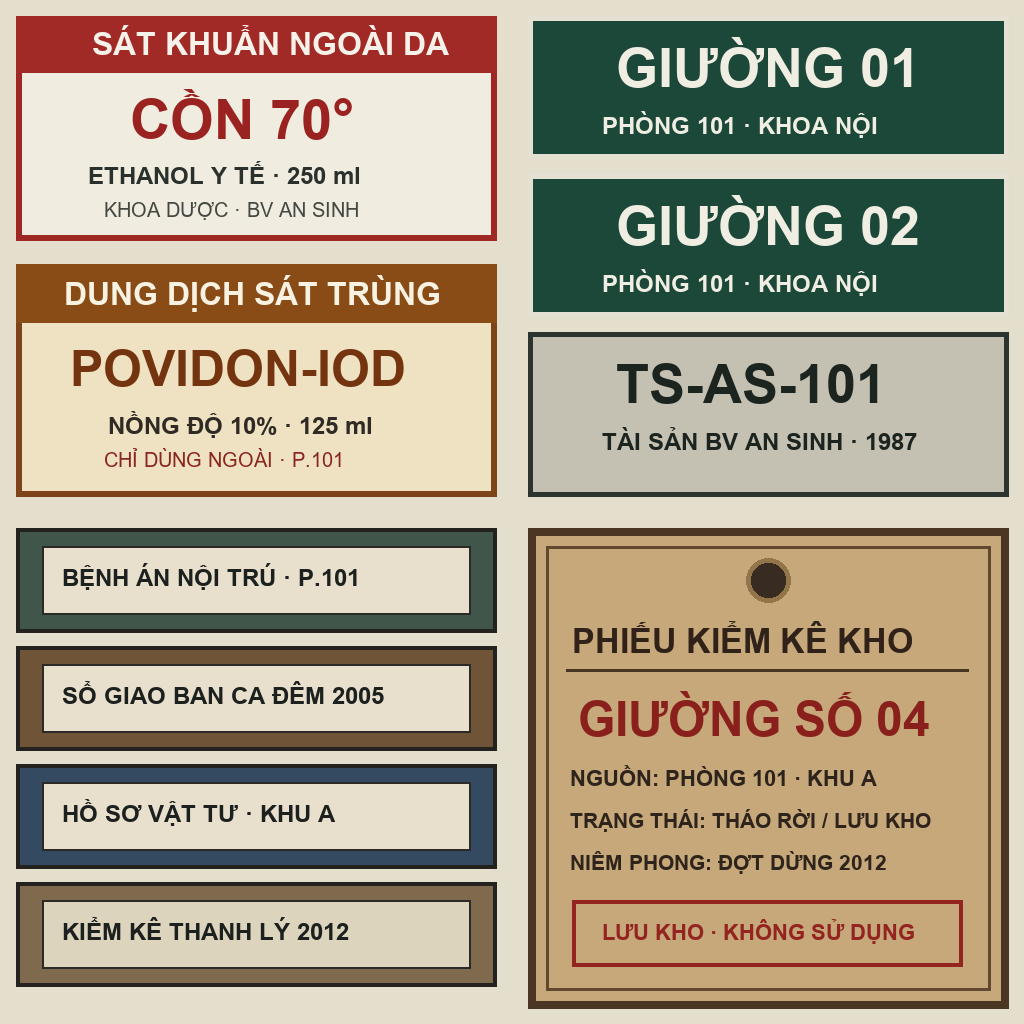 SÁT KHUẨN NGOÀI DA
CỒN 70°
ETHANOL Y TẾ · 250 ml
KHOA DƯỢC · BV AN SINH
DUNG DỊCH SÁT TRÙNG
POVIDON-IOD
NỒNG ĐỘ 10% · 125 ml
CHỈ DÙNG NGOÀI · P.101
GIƯỜNG 01
PHÒNG 101 · KHOA NỘI
GIƯỜNG 02
PHÒNG 101 · KHOA NỘI
TS-AS-101
TÀI SẢN BV AN SINH · 1987
BỆNH ÁN NỘI TRÚ · P.101
SỔ GIAO BAN CA ĐÊM 2005
HỒ SƠ VẬT TƯ · KHU A
KIỂM KÊ THANH LÝ 2012
PHIẾU KIỂM KÊ KHO
GIƯỜNG SỐ 04
NGUỒN: PHÒNG 101 · KHU A
TRẠNG THÁI: THÁO RỜI / LƯU KHO
NIÊM PHONG: ĐỢT DỪNG 2012
LƯU KHO · KHÔNG SỬ DỤNG